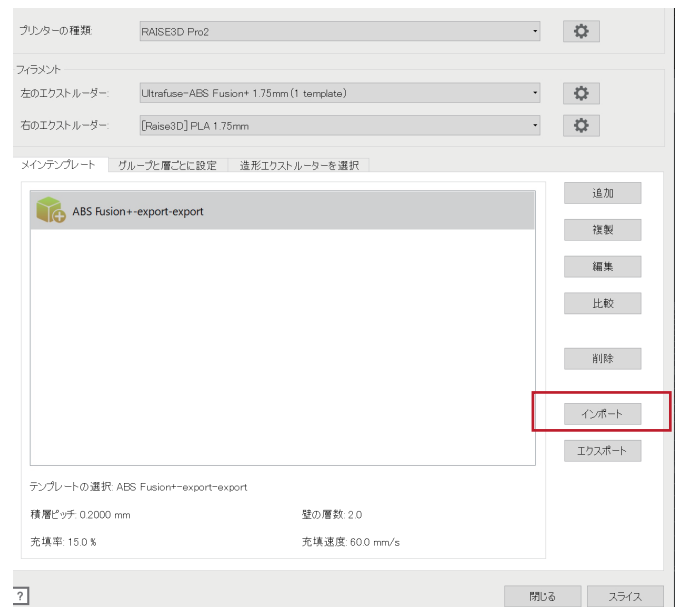 プリンターの種類: RAISE3D Pro2
フィラメント
左のエクストルーダー: Ultrafuse-ABS Fusion+ 1.75mm (1 template)
右のエクストルーダー: [Raise3D] PLA 1.75mm
メインテンプレート グループと層ごとに設定 造形エクストルーダーを選択
追加
ABS Fusion+-export-export
複製
編集
比較
削除
インポート
エクスポート
テンプレートの選択: ABS Fusion+-export-export
積層ピッチ: 0.2000 mm 壁の層数: 2.0
充填率: 15.0 % 充填速度: 60.0 mm/s
? 閉じる スライス